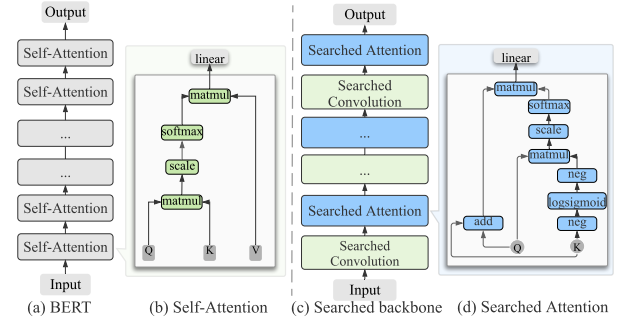 Output
Self-Attention
Self-Attention
...
...
Self-Attention
Self-Attention
Input
(a) BERT
linear
matmul
softmax
scale
matmul
Q
K
V
(b) Self-Attention
Output
Searched Attention
Searched
Convolution
...
...
Searched Attention
Searched
Convolution
Input
(c) Searched backbone
linear
matmul
softmax
scale
matmul
neg
logsigmoid
add
neg
Q
K
(d) Searched Attention